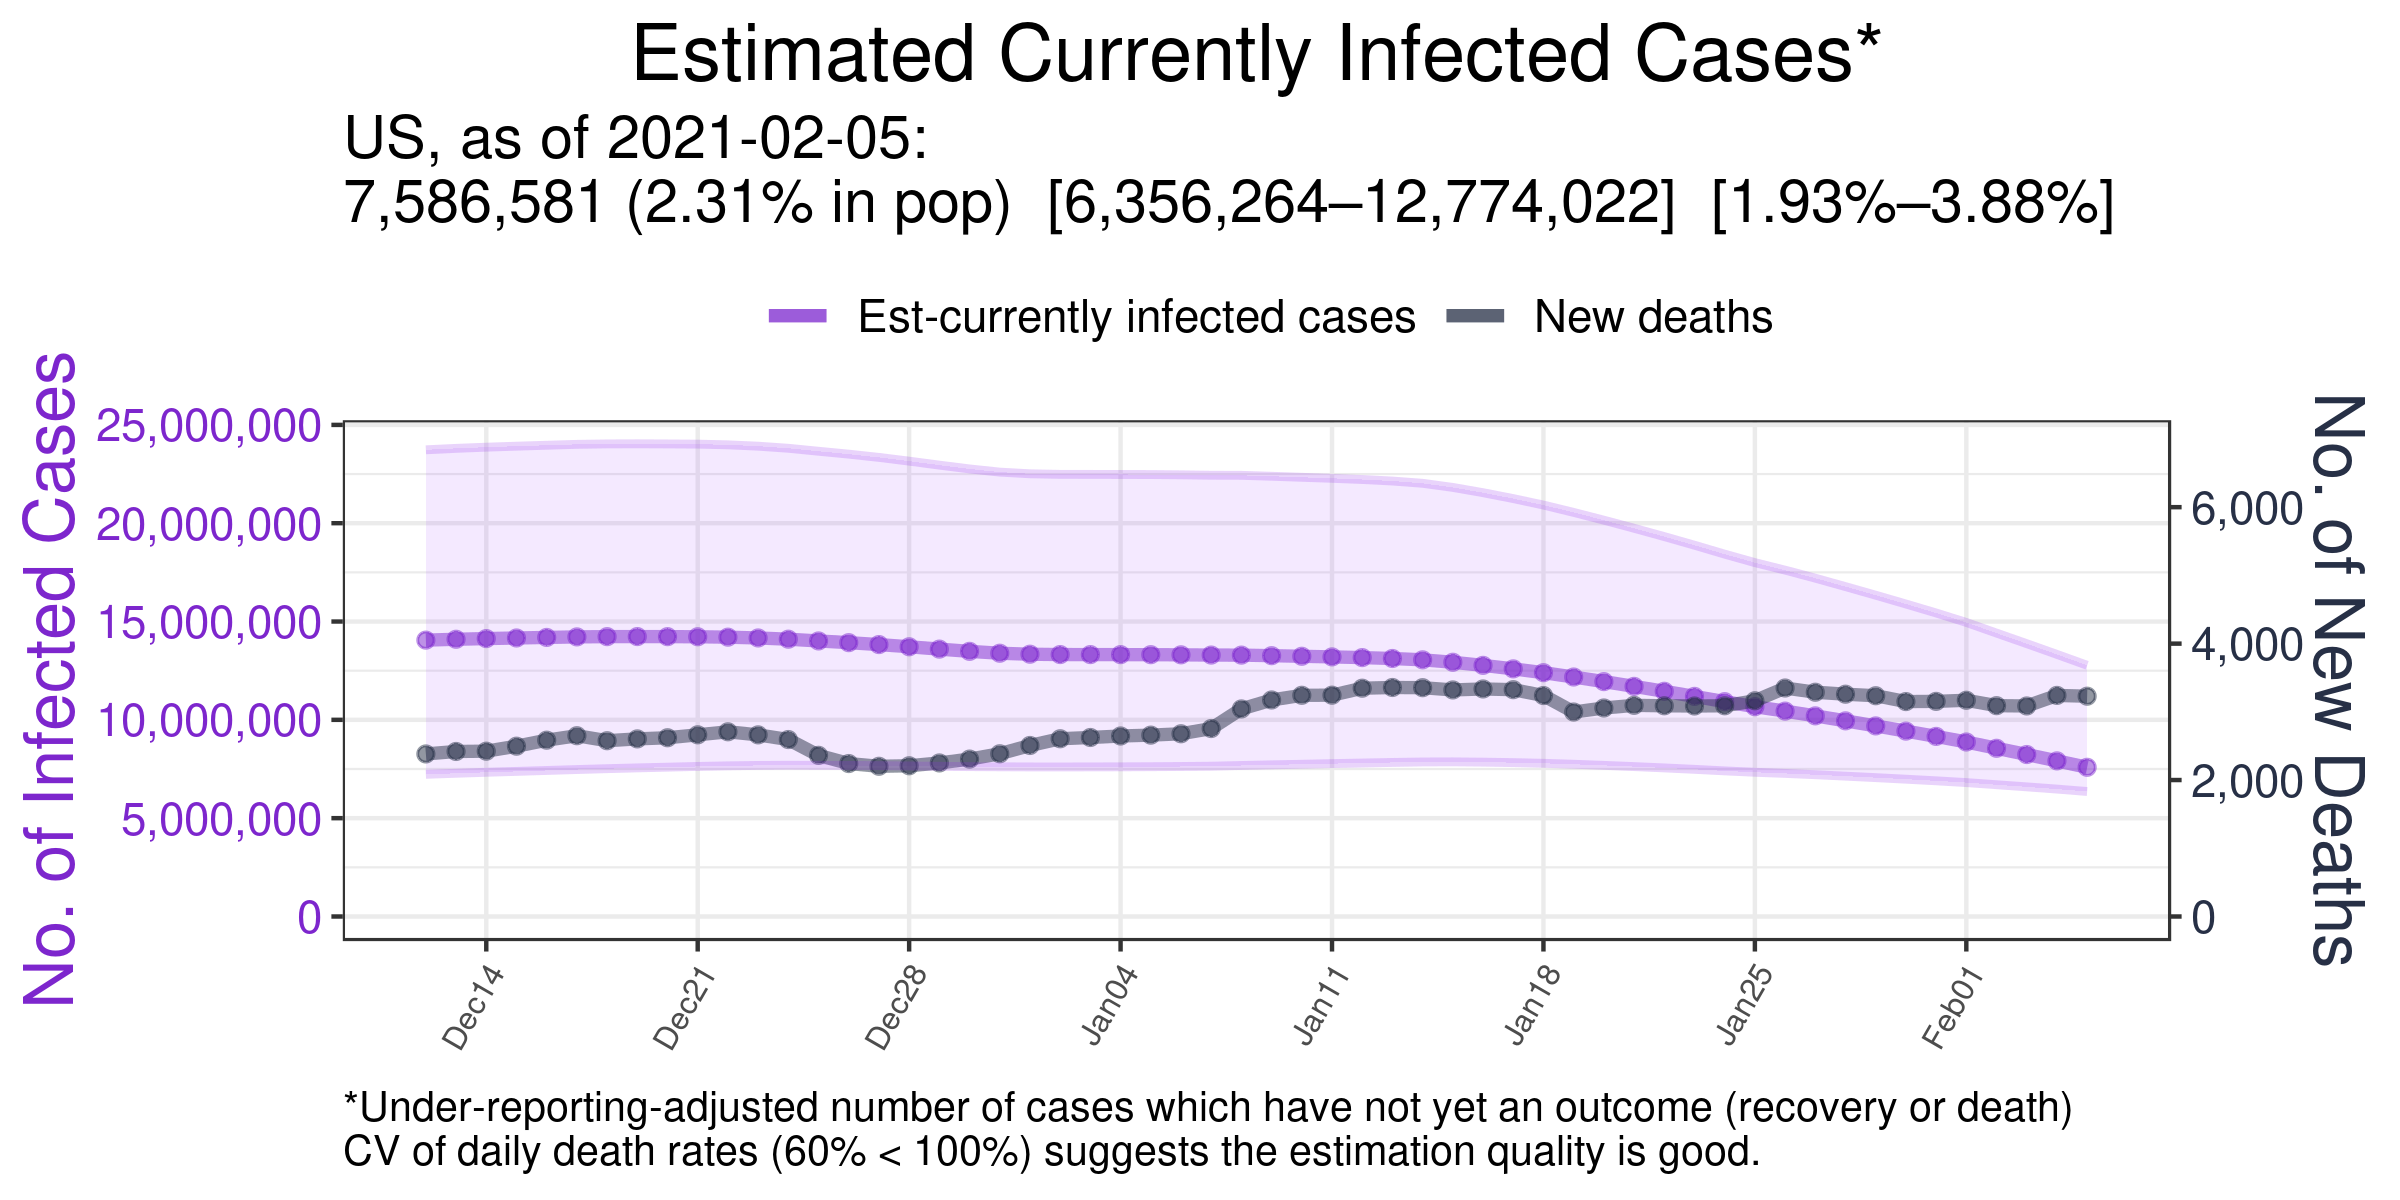 Estimated Currently Infected Cases*
US, as of 2021-02-05:
7,586,581 (2.31% in pop) [6,356,264–12,774,022] [1.93%–3.88%]
Est-currently infected cases
New deaths
No. of Infected Cases
25,000,000
20,000,000
15,000,000
10,000,000
5,000,000
0
6,000
4,000
2,000
0
No. of New Deaths
Dec14
Dec21
Dec28
Jan04
Jan11
Jan18
Jan25
Feb01
*Under-reporting-adjusted number of cases which have not yet an outcome (recovery or death)
CV of daily death rates (60% < 100%) suggests the estimation quality is good.